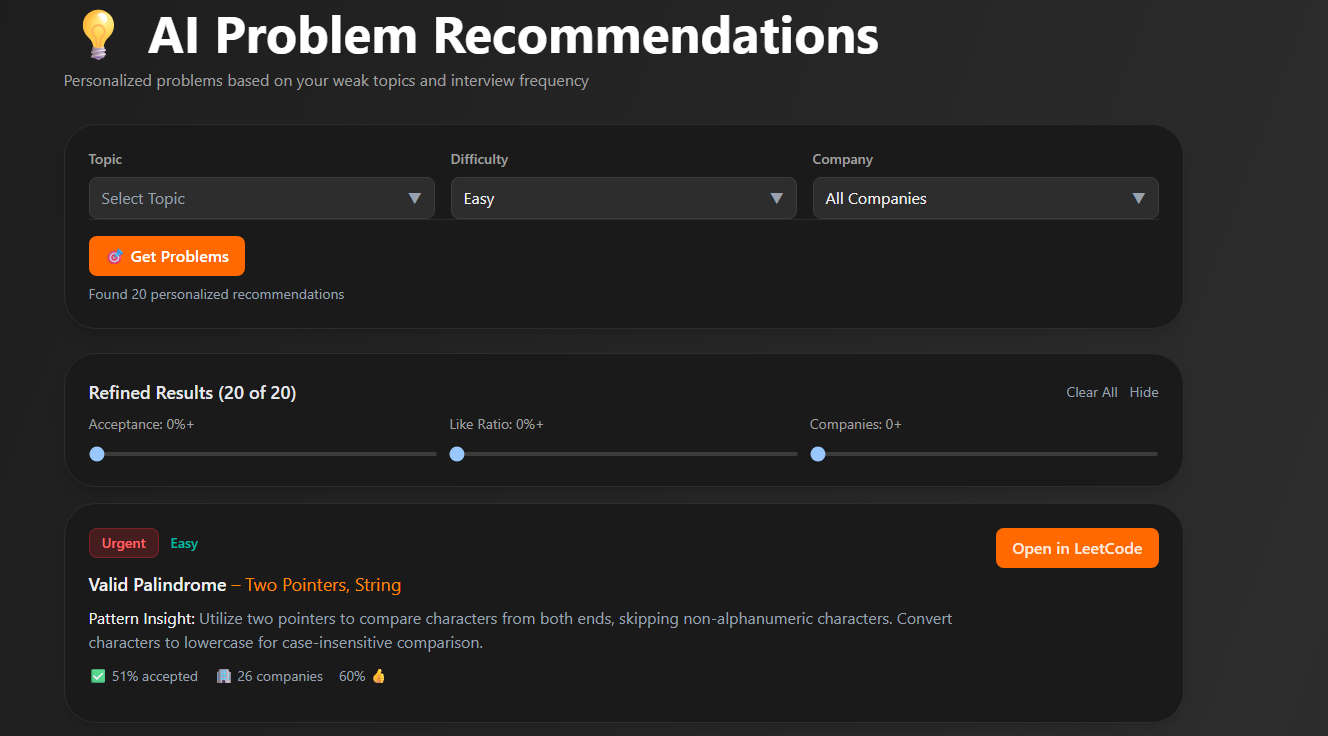 AI Problem Recommendations
Personalized problems based on your weak topics and interview frequency
Topic Difficulty Company
Select Topic Easy All Companies
Get Problems
Found 20 personalized recommendations
Refined Results (20 of 20) Clear All Hide
Acceptance: 0%+ Like Ratio: 0%+ Companies: 0+
Urgent Easy Open in LeetCode
Valid Palindrome – Two Pointers, String
Pattern Insight: Utilize two pointers to compare characters from both ends, skipping non-alphanumeric characters. Convert
characters to lowercase for case-insensitive comparison.
51% accepted 26 companies 60%